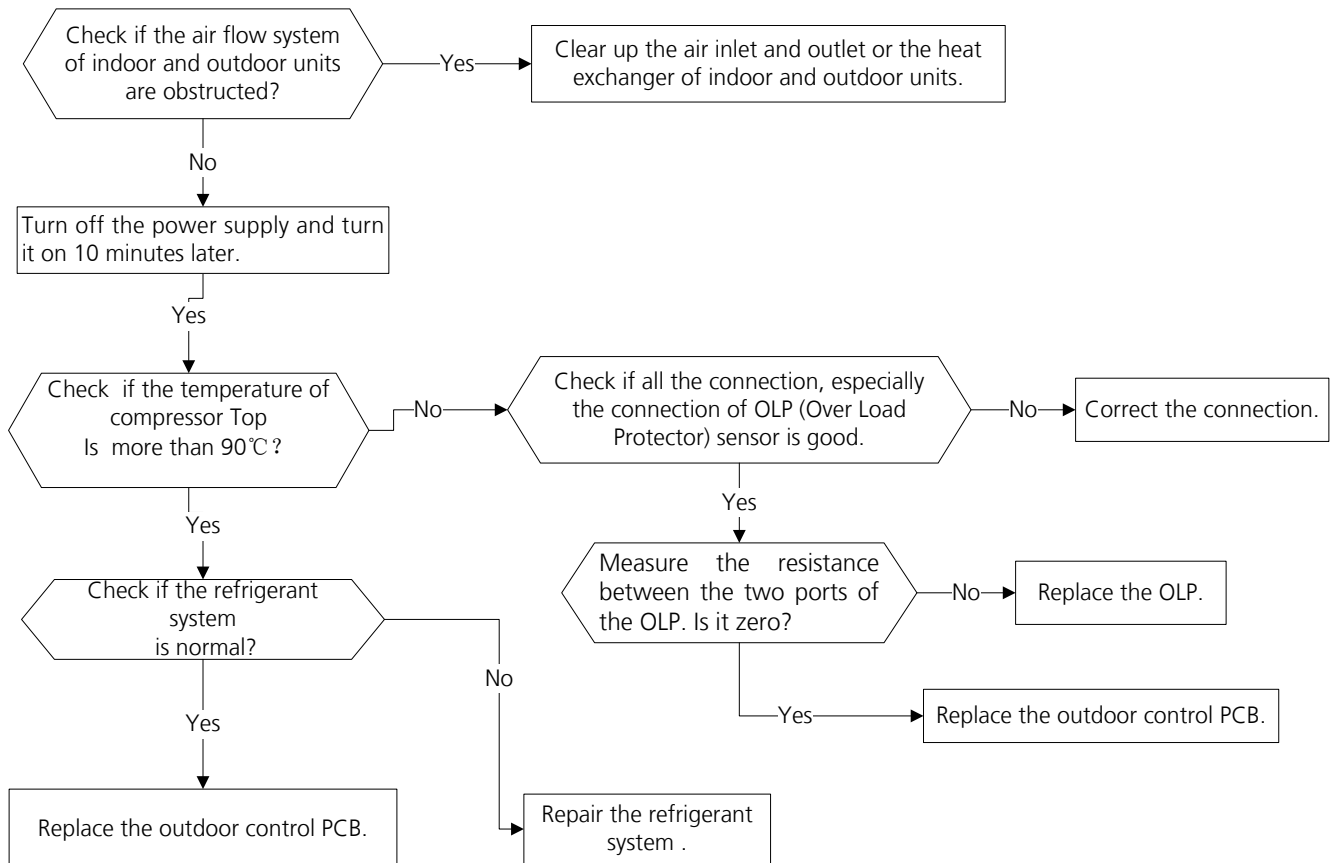 Check if the air flow system
of indoor and outdoor units
are obstructed?
Yes
Clear up the air inlet and outlet or the heat
exchanger of indoor and outdoor units.
No
Turn off the power supply and turn
it on 10 minutes later.
Yes
Check if the temperature of
compressor Top
Is more than 90℃?
No
Check if all the connection, especially
the connection of OLP (Over Load
Protector) sensor is good.
No
Correct the connection.
Yes
Yes
Measure the resistance
between the two ports of
the OLP. Is it zero?
No
Replace the OLP.
Check if the refrigerant
system
is normal?
No
Yes
Yes
Replace the outdoor control PCB.
Replace the outdoor control PCB.
Repair the refrigerant
system .